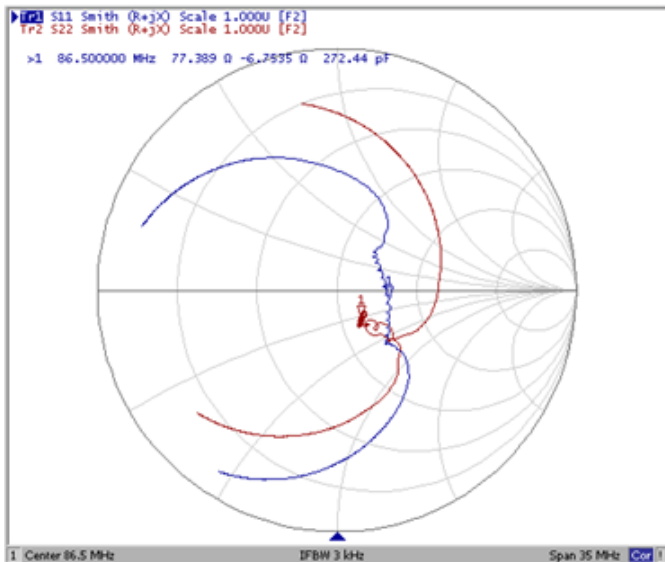 Tr1 S11 Smith (R+jX) Scale 1.000U [F2]
Tr2 S22 Smith (R+jX) Scale 1.000U [F2]
>1 86.500000 MHz 77.389 Ω -6.7535 Ω 272.44 pF
1
1
1 Center 86.5 MHz IFBW 3 kHz Span 35 MHz Cor !